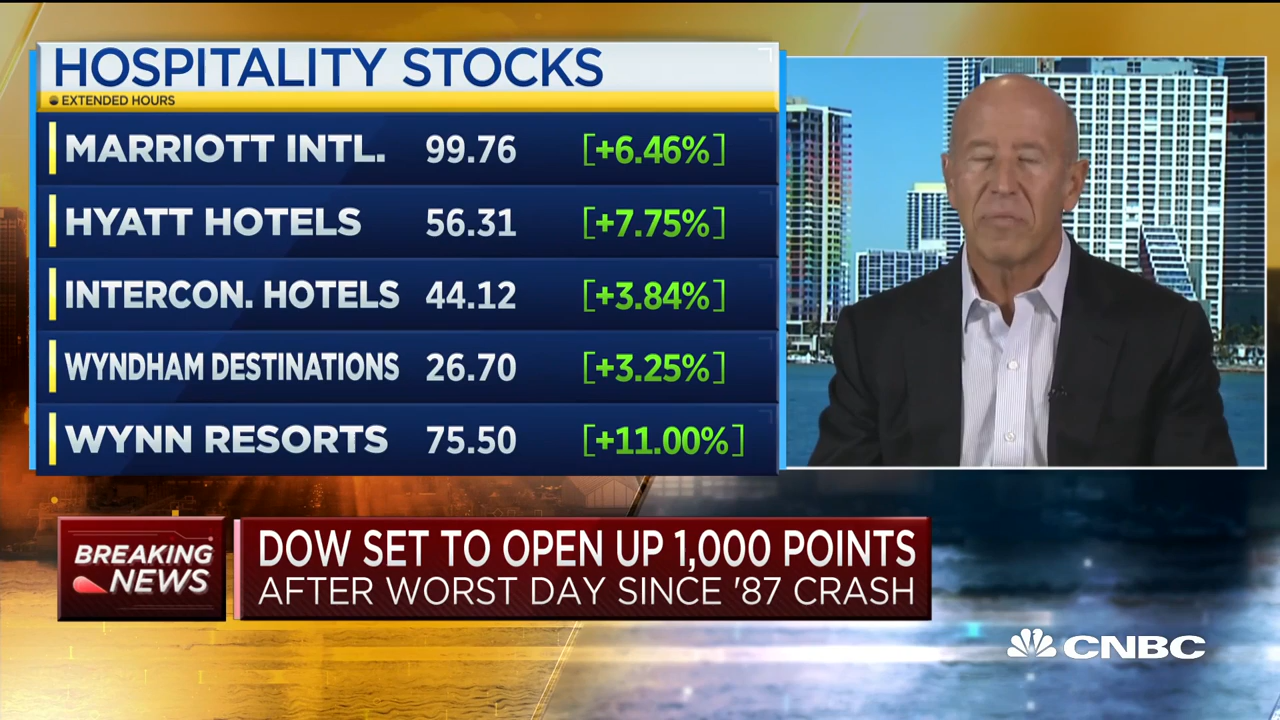 HOSPITALITY STOCKS
EXTENDED HOURS
MARRIOTT INTL. 99.76 [+6.46%]
HYATT HOTELS 56.31 [+7.75%]
INTERCON. HOTELS 44.12 [+3.84%]
WYNDHAM DESTINATIONS 26.70 [+3.25%]
WYNN RESORTS 75.50 [+11.00%]
BREAKING
NEWS
DOW SET TO OPEN UP 1,000 POINTS
AFTER WORST DAY SINCE '87 CRASH
CNBC